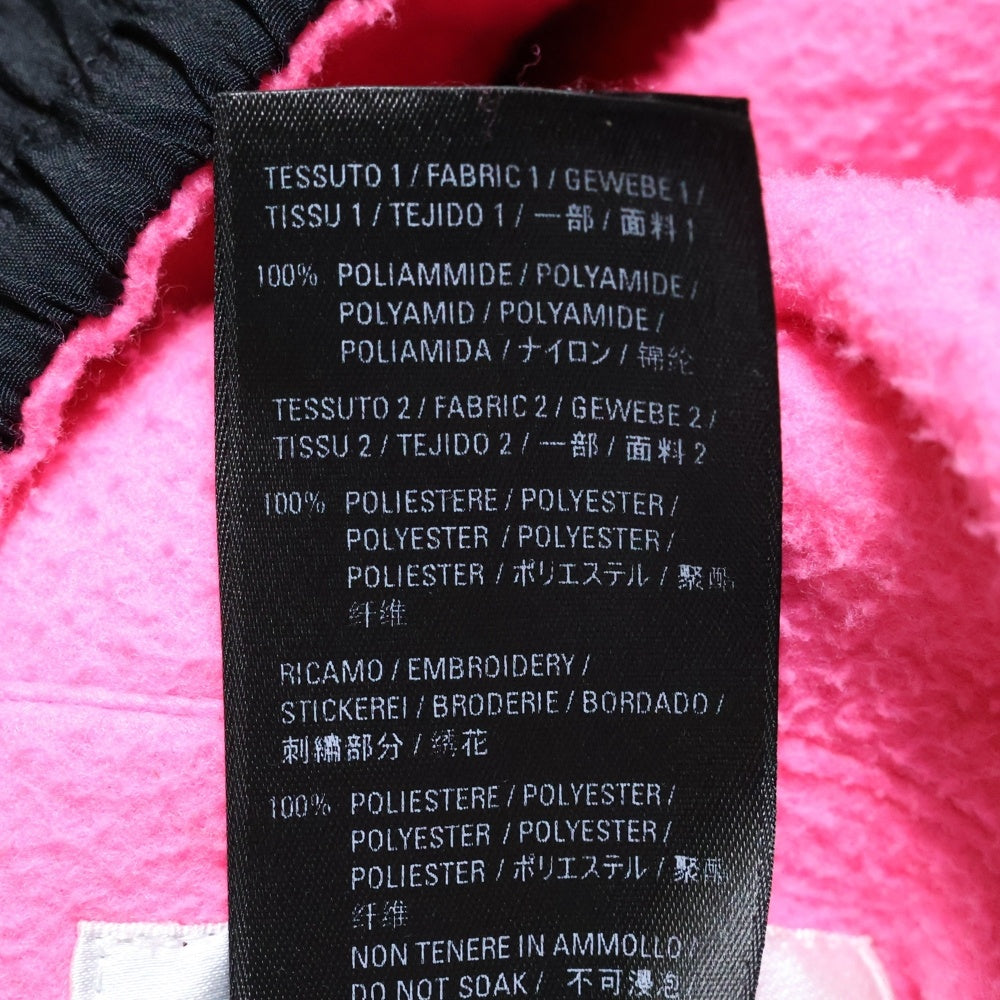 TESSUTO 1 / FABRIC 1 / GEWEBE 1 /
TISSU 1 / TEJIDO 1 / 一部 / 面料 1
100% POLIAMMIDE / POLYAMIDE /
POLYAMID / POLYAMIDE /
POLIAMIDA / ナイロン / 锦纶
TESSUTO 2 / FABRIC 2 / GEWEBE 2 /
TISSU 2 / TEJIDO 2 / 一部 / 面料 2
100% POLIESTERE / POLYESTER /
POLYESTER / POLYESTER /
POLIESTER / ポリエステル / 聚酯
纤维
RICAMO / EMBROIDERY /
STICKEREI / BRODERIE / BORDADO /
刺繍部分 / 绣花
100% POLIESTERE / POLYESTER /
POLYESTER / POLYESTER /
POLIESTER / ポリエステル / 聚酯
纤维
NON TENERE IN AMMOLLO /
DO NOT SOAK / 不可浸泡